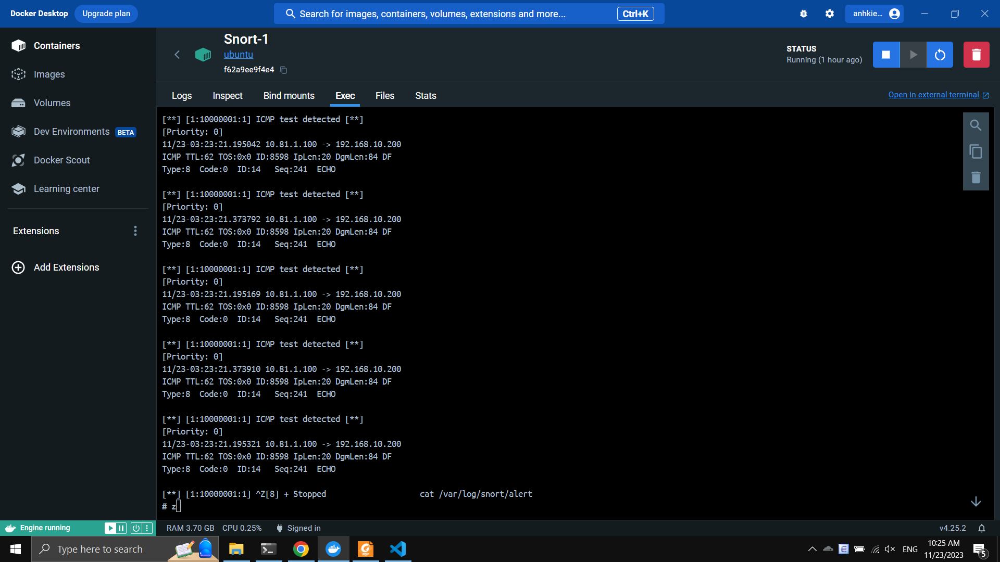 Docker Desktop
Upgrade plan
Search for images, containers, volumes, extensions and more...
Ctrl+K
anhkie...
Containers
Images
Volumes
Dev Environments BETA
Docker Scout
Learning center
Extensions
Add Extensions
Snort-1
ubuntu
f62a9ee9f4e4
STATUS
Running (1 hour ago)
Logs Inspect Bind mounts Exec Files Stats
Open in external terminal
[**] [1:10000001:1] ICMP test detected [**]
[Priority: 0]
11/23-03:23:21.195042 10.81.1.100 -> 192.168.10.200
ICMP TTL:62 TOS:0x0 ID:8598 IpLen:20 DgmLen:84 DF
Type:8  Code:0  ID:14   Seq:241  ECHO
[**] [1:10000001:1] ICMP test detected [**]
[Priority: 0]
11/23-03:23:21.373792 10.81.1.100 -> 192.168.10.200
ICMP TTL:62 TOS:0x0 ID:8598 IpLen:20 DgmLen:84 DF
Type:8  Code:0  ID:14   Seq:241  ECHO
[**] [1:10000001:1] ICMP test detected [**]
[Priority: 0]
11/23-03:23:21.195169 10.81.1.100 -> 192.168.10.200
ICMP TTL:62 TOS:0x0 ID:8598 IpLen:20 DgmLen:84 DF
Type:8  Code:0  ID:14   Seq:241  ECHO
[**] [1:10000001:1] ICMP test detected [**]
[Priority: 0]
11/23-03:23:21.373910 10.81.1.100 -> 192.168.10.200
ICMP TTL:62 TOS:0x0 ID:8598 IpLen:20 DgmLen:84 DF
Type:8  Code:0  ID:14   Seq:241  ECHO
[**] [1:10000001:1] ICMP test detected [**]
[Priority: 0]
11/23-03:23:21.195321 10.81.1.100 -> 192.168.10.200
ICMP TTL:62 TOS:0x0 ID:8598 IpLen:20 DgmLen:84 DF
Type:8  Code:0  ID:14   Seq:241  ECHO
[**] [1:10000001:1] ^Z[8] + Stopped                    cat /var/log/snort/alert
# z
Engine running
RAM 3.70 GB CPU 0.25% Signed in
v4.25.2
Type here to search
PDF
ENG
10:25 AM
11/23/2023
5